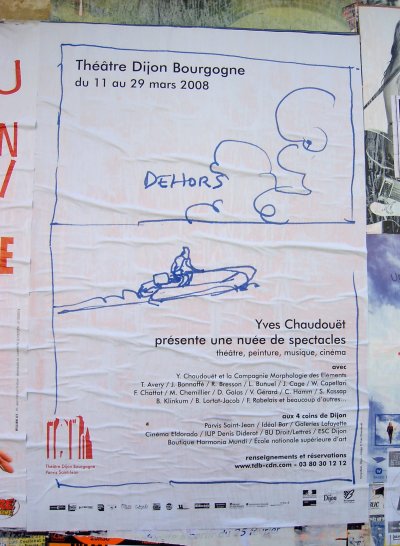 Théâtre Dijon Bourgogne
du 11 au 29 mars 2008
DEHORS
Yves Chaudouët
présente une nuée de spectacles
théâtre, peinture, musique, cinéma
avec
Y. Chaudouët et la Compagnie Morphologie des Eléments
T. Avery / J. Bonnaffé / R. Bresson / L. Bunuel / J. Cage / W. Capellan
F. Chaffot / M. Chemillier / D. Galas / V. Gérard / C. Hamm / S. Kassap
B. Klinkum / B. Lortat-Jacob / F. Rabelais et beaucoup d'autres...
aux 4 coins de Dijon
Parvis Saint-Jean / Idéal Bar / Galeries Lafayette
Cinéma Eldorado / IUP Denis Diderot / BU Droit/Lettres / ESC Dijon
Boutique Harmonia Mundi / École nationale supérieure d'art
renseignements et réservations
www.tdb-cdn.com • 03 80 30 12 12
Théâtre Dijon Bourgogne
Parvis Saint-Jean
Dijon